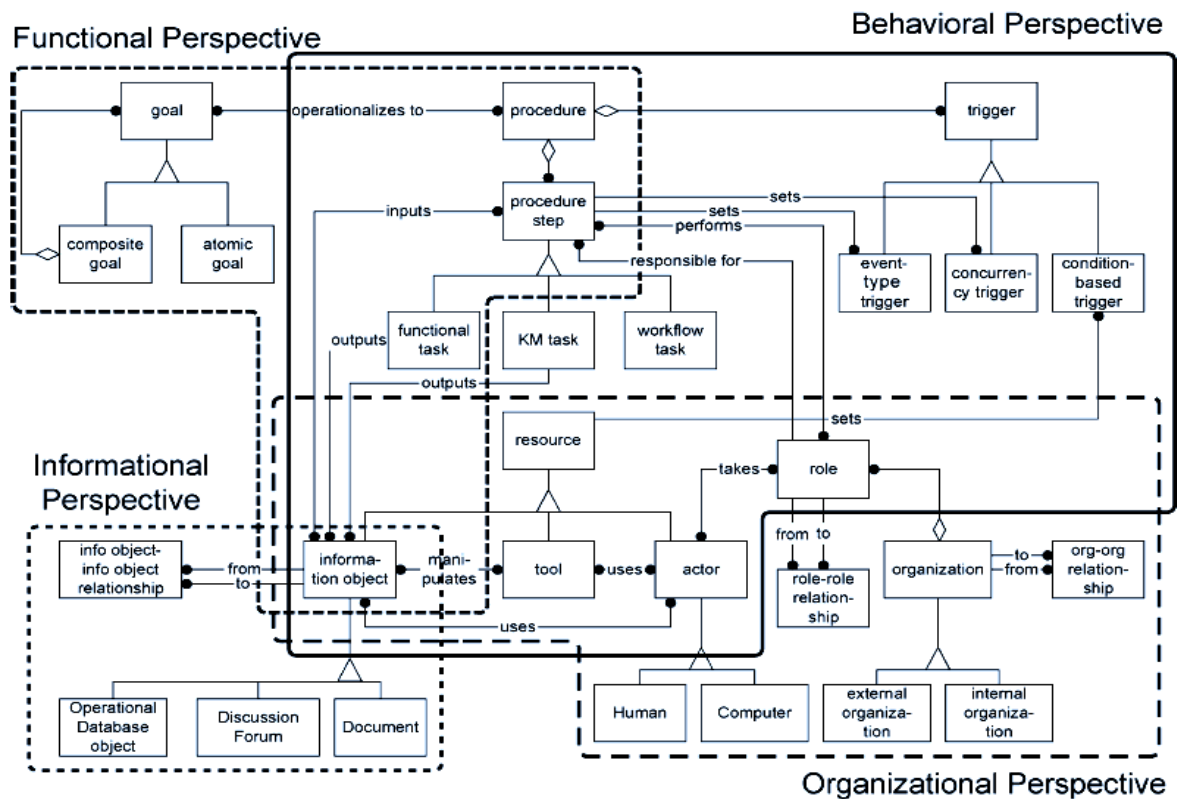 Functional Perspective
Behavioral Perspective
goal
operationalizes to
procedure
trigger
inputs
procedure
step
sets
sets
performs
composite
goal
atomic
goal
responsible for
event-
type
trigger
concurren-
cy trigger
condition-
based
trigger
outputs
functional
task
KM task
workflow
task
outputs
resource
sets
Informational
Perspective
takes
role
info object-
info object
relationship
from
to
informa-
tion object
mani-
pulates
tool
uses
actor
from
to
role-role
relation-
ship
organization
to
from
org-org
relation-
ship
uses
Operational
Database
object
Discussion
Forum
Document
Human
Computer
external
organiza-
tion
internal
organiza-
tion
Organizational Perspective